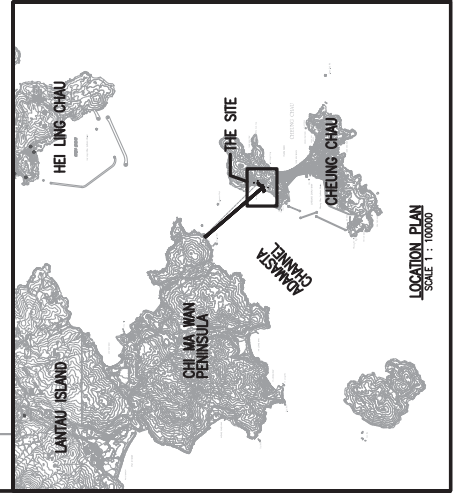 HEI LING CHAU
THE SITE
CHEUNG CHAU
ADAMASTA
CHANNEL
CHI MA WAN
PENINSULA
LANTAU ISLAND
LOCATION PLAN
SCALE 1 : 100000